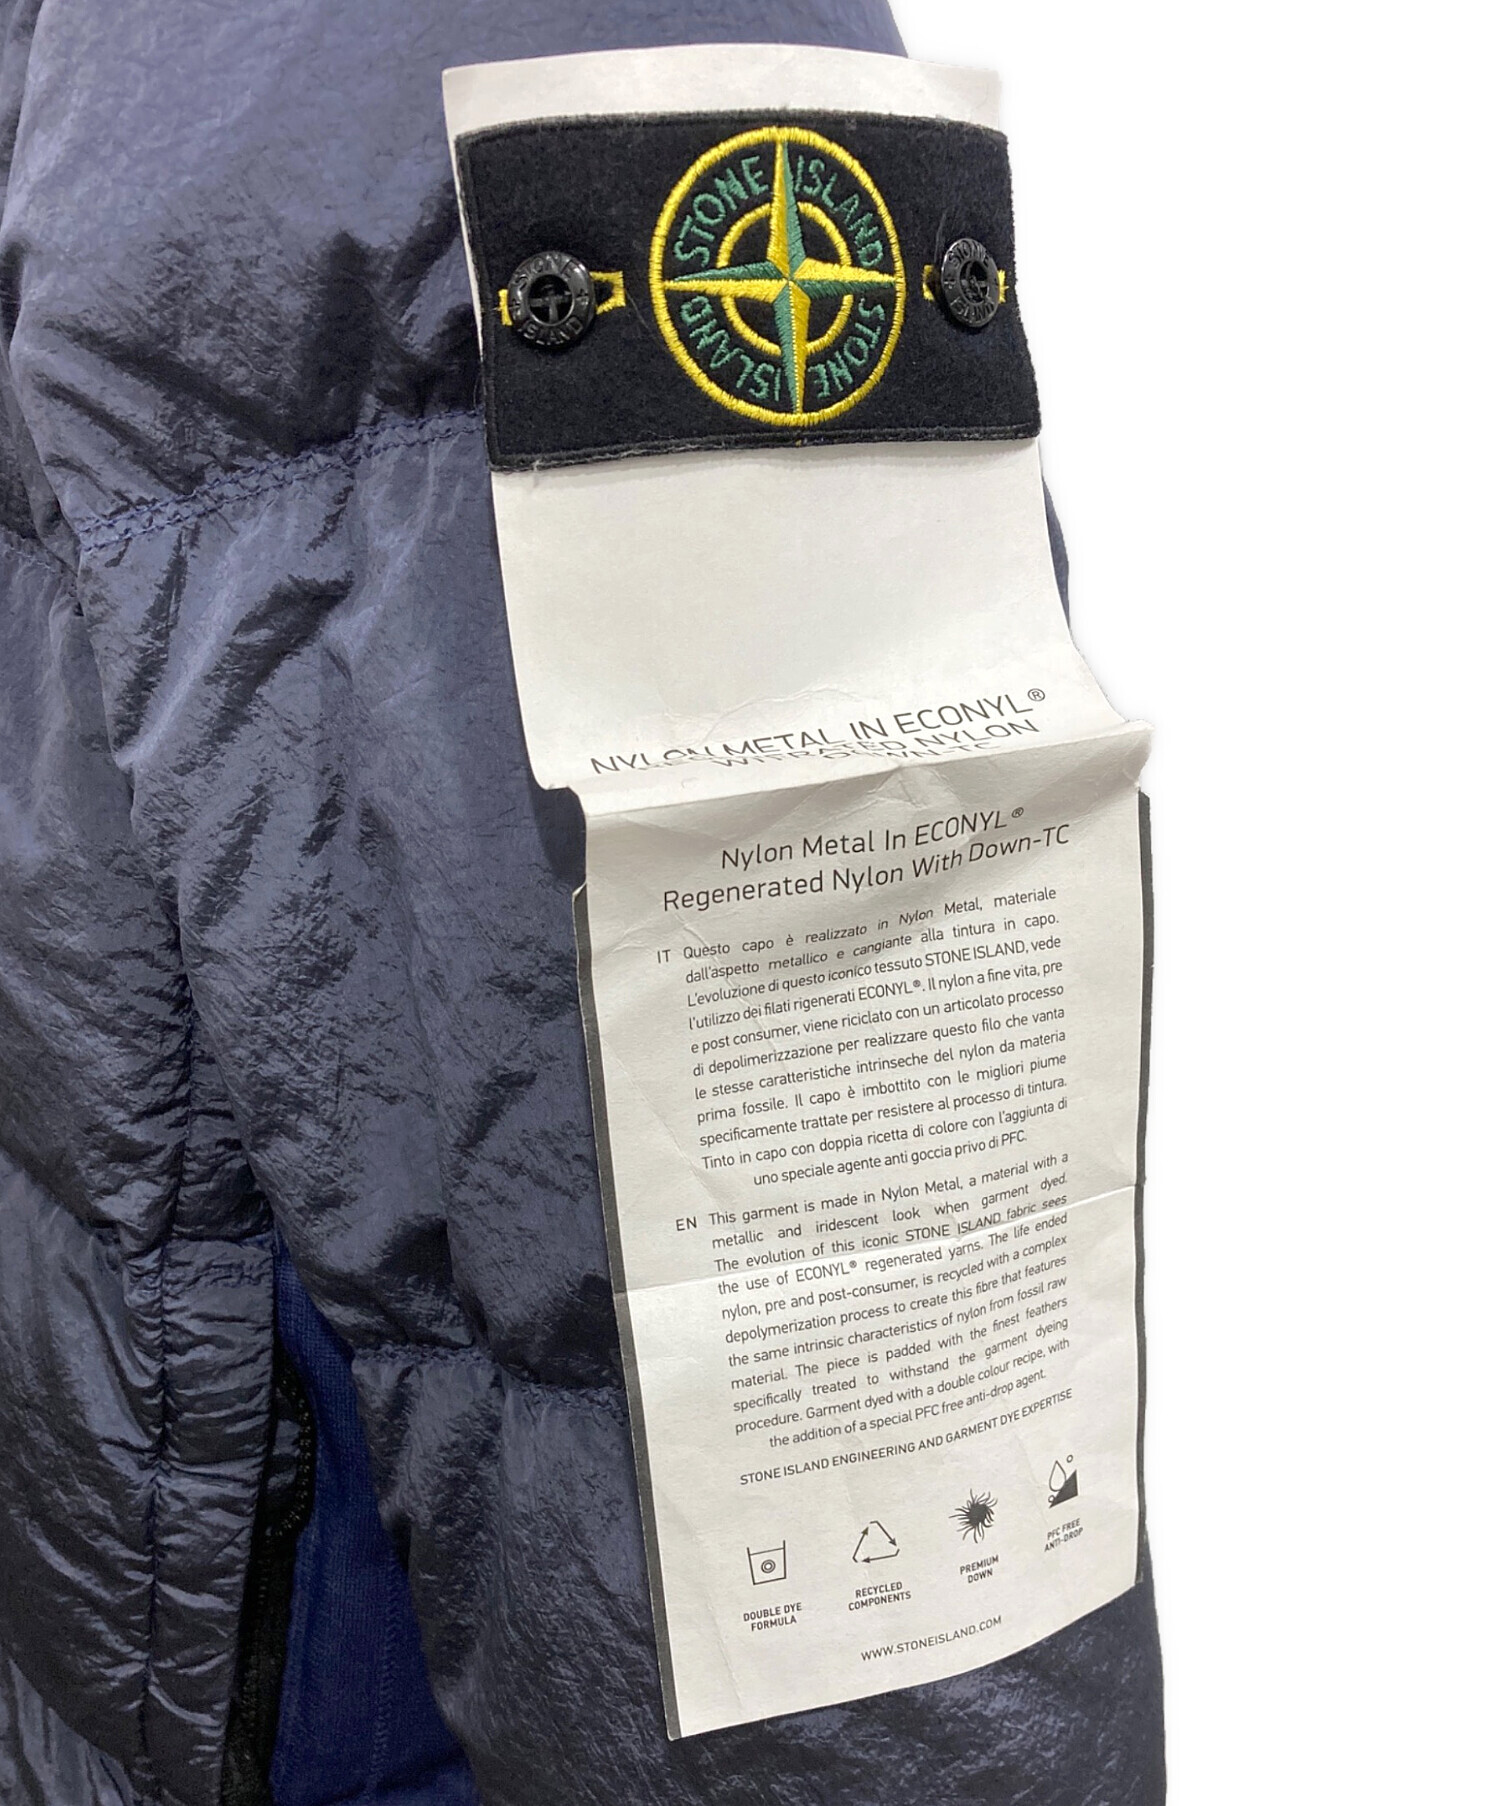 STONE ISLAND
STONE ISLAND
STONE ISLAND
STONE ISLAND
NYLON METAL IN ECONYL®
NYLON
DOWN-TC
Nylon Metal In ECONYL®
Regenerated Nylon With Down-TC
IT Questo capo è realizzato in Nylon Metal, materiale
dall'aspetto metallico e cangiante alla tintura in capo.
L'evoluzione di questo iconico tessuto STONE ISLAND, vede
l'utilizzo dei filati rigenerati ECONYL®. Il nylon a fine vita, pre
e post consumer, viene riciclato con un articolato processo
di depolimerizzazione per realizzare questo filo che vanta
le stesse caratteristiche intrinseche del nylon da materia
prima fossile. Il capo è imbottito con le migliori piume
specificamente trattate per resistere al processo di tintura.
Tinto in capo con doppia ricetta di colore con l'aggiunta di
uno speciale agente anti goccia privo di PFC.
EN This garment is made in Nylon Metal, a material with a
metallic and iridescent look when garment dyed.
The evolution of this iconic STONE ISLAND fabric sees
the use of ECONYL® regenerated yarns. The life ended
nylon, pre and post-consumer, is recycled with a complex
depolymerization process to create this fibre that features
the same intrinsic characteristics of nylon from fossil raw
material. The piece is padded with the finest feathers
specifically treated to withstand the garment dyeing
procedure. Garment dyed with a double colour recipe, with
the addition of a special PFC free anti-drop agent.
STONE ISLAND ENGINEERING AND GARMENT DYE EXPERTISE
DOUBLE DYE
FORMULA
RECYCLED
COMPONENTS
PREMIUM
DOWN
PFC FREE
ANTI-DROP
WWW.STONEISLAND.COM